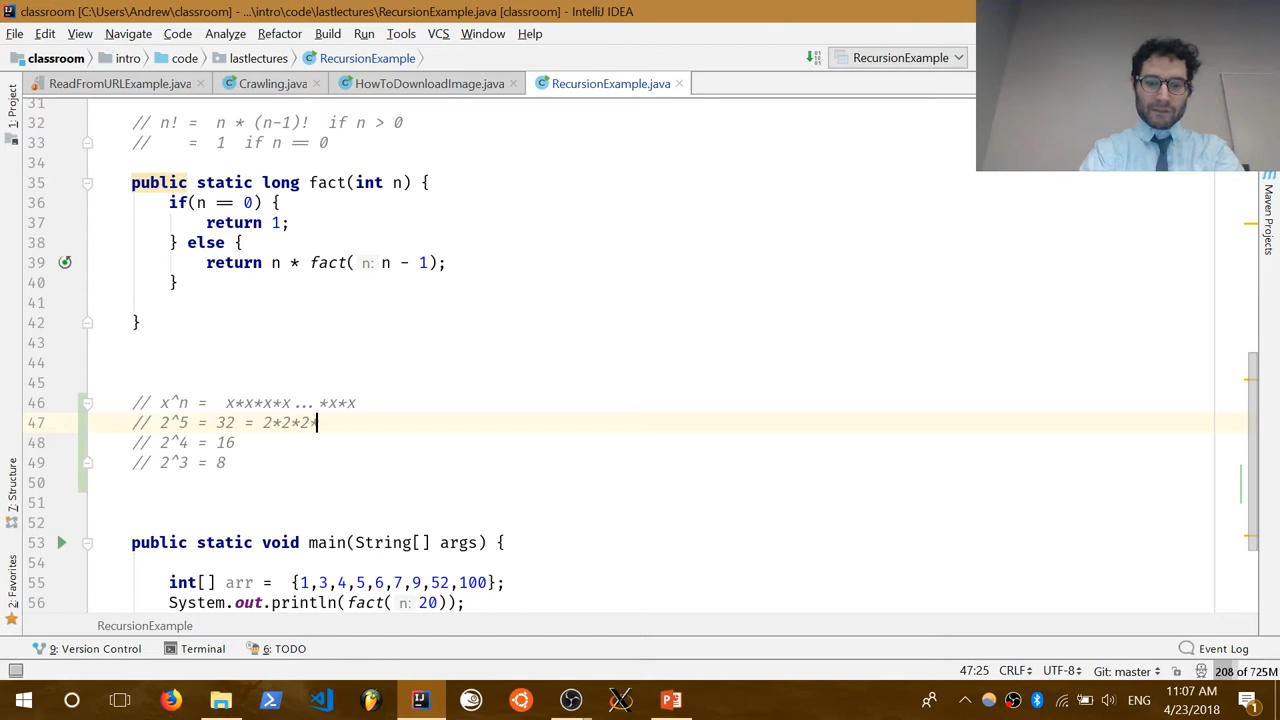 classroom [C:\Users\Andrew\classroom] - ...\intro\code\lastlectures\RecursionExample.java [classroom] - IntelliJ IDEA
File Edit View Navigate Code Analyze Refactor Build Run Tools VCS Window Help
classroom intro code lastlectures RecursionExample RecursionExample
ReadFromURLExample.java Crawling.java HowToDownloadImage.java RecursionExample.java
1: Project
7: Structure
2: Favorites
Maven Projects
31
32 // n! = n * (n-1)! if n > 0
33 // = 1 if n == 0
34
35 public static long fact(int n) {
36 if(n == 0) {
37 return 1;
38 } else {
39 return n * fact( n: n - 1);
40 }
41
42 }
43
44
45
46 // x^n = x*x*x*x...*x*x
47 // 2^5 = 32 = 2*2*2*
48 // 2^4 = 16
49 // 2^3 = 8
50
51
52
53 public static void main(String[] args) {
54
55 int[] arr = {1,3,4,5,6,7,9,52,100};
56 System.out.println(fact( n: 20));
RecursionExample
9: Version Control Terminal 6: TODO Event Log
47:25 CRLF UTF-8 Git: master 208 of 725M
ENG 11:07 AM
4/23/2018 1